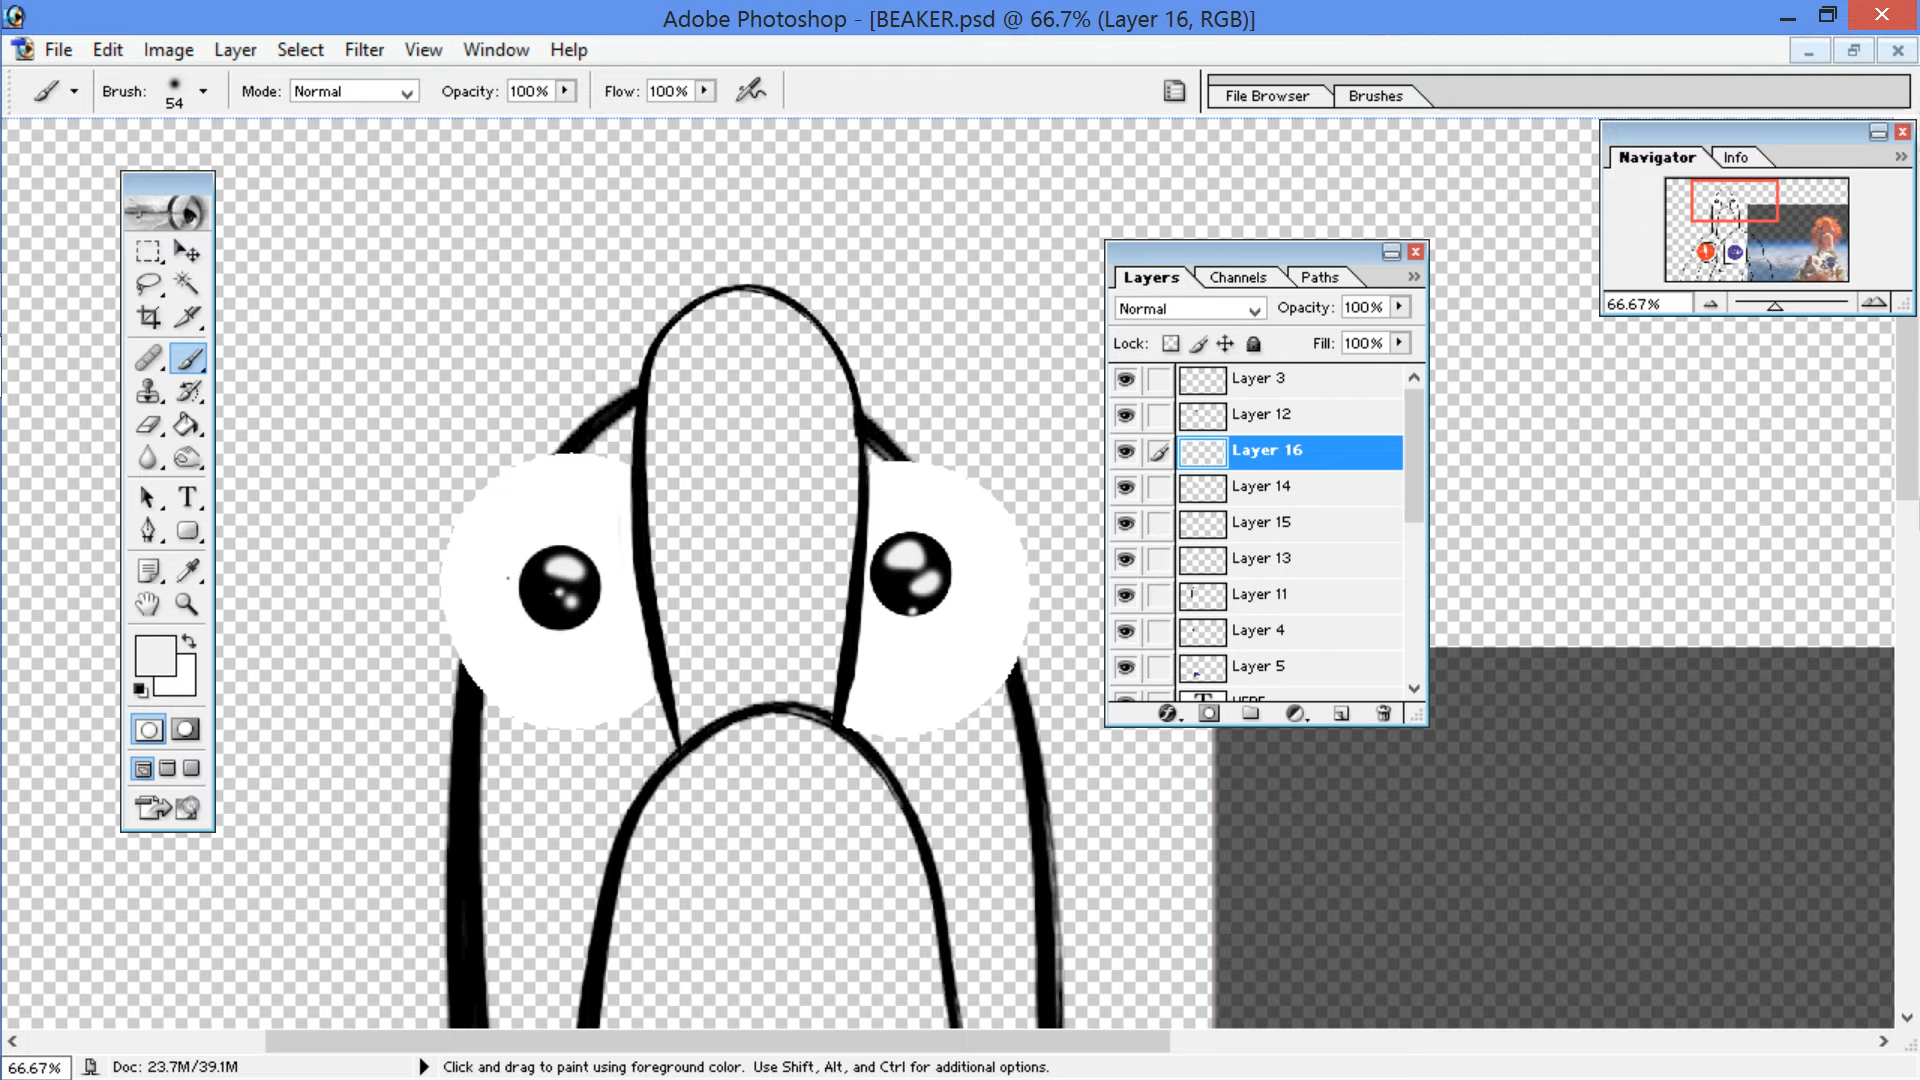 Adobe Photoshop - [BEAKER.psd @ 66.7% (Layer 16, RGB)]
File Edit Image Layer Select Filter View Window Help
Brush: 54 Mode: Normal Opacity: 100% Flow: 100% File Browser Brushes
Navigator Info
66.67%
Layers Channels Paths
Normal Opacity: 100%
Lock: Fill: 100%
Layer 3
Layer 12
Layer 16
Layer 14
Layer 15
Layer 13
Layer 11
Layer 4
Layer 5
66.67% Doc: 23.7M/39.1M Click and drag to paint using foreground color. Use Shift, Alt, and Ctrl for additional options.